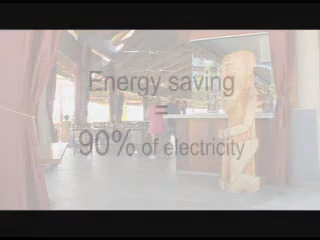 Energy saving
=
90% of electricity